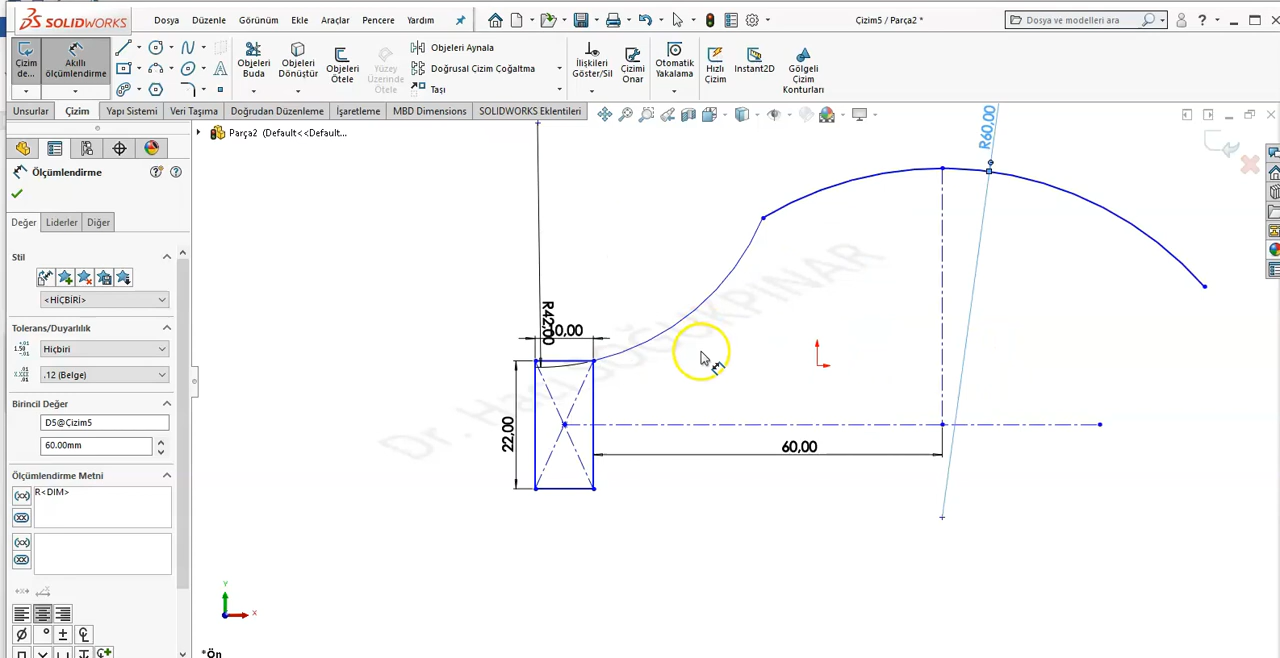 SOLIDWORKS
Dosya Düzenle Görünüm Ekle Araçlar Pencere Yardım
Çizim5 / Parça2 *
Dosya ve modelleri ara
Çizim de...
Akıllı ölçümlendirme
Objeleri Buda
Objeleri Dönüştür
Objeleri Ötele
Yüzey Üzerinde Ötele
Objeleri Aynala
Doğrusal Çizim Çoğaltma
Taşı
İlişkileri Göster/Sil
Çizimi Onar
Otomatik Yakalama
Hızlı Çizim
Instant2D
Gölgeli Çizim Konturları
Unsurlar Çizim Yapı Sistemi Veri Taşıma Doğrudan Düzenleme İşaretleme MBD Dimensions SOLIDWORKS Eklentileri
Parça2 (Default<<Default...
Ölçümlendirme
Değer Liderler Diğer
Stil
<HİÇBİRİ>
Tolerans/Duyarlılık
Hiçbiri
.12 (Belge)
Birincil Değer
D5@Cizim5
60.00mm
Ölçümlendirme Metni
R<DIM>
R60,00
R42,00
22,00
60,00
Y
X
*Ön